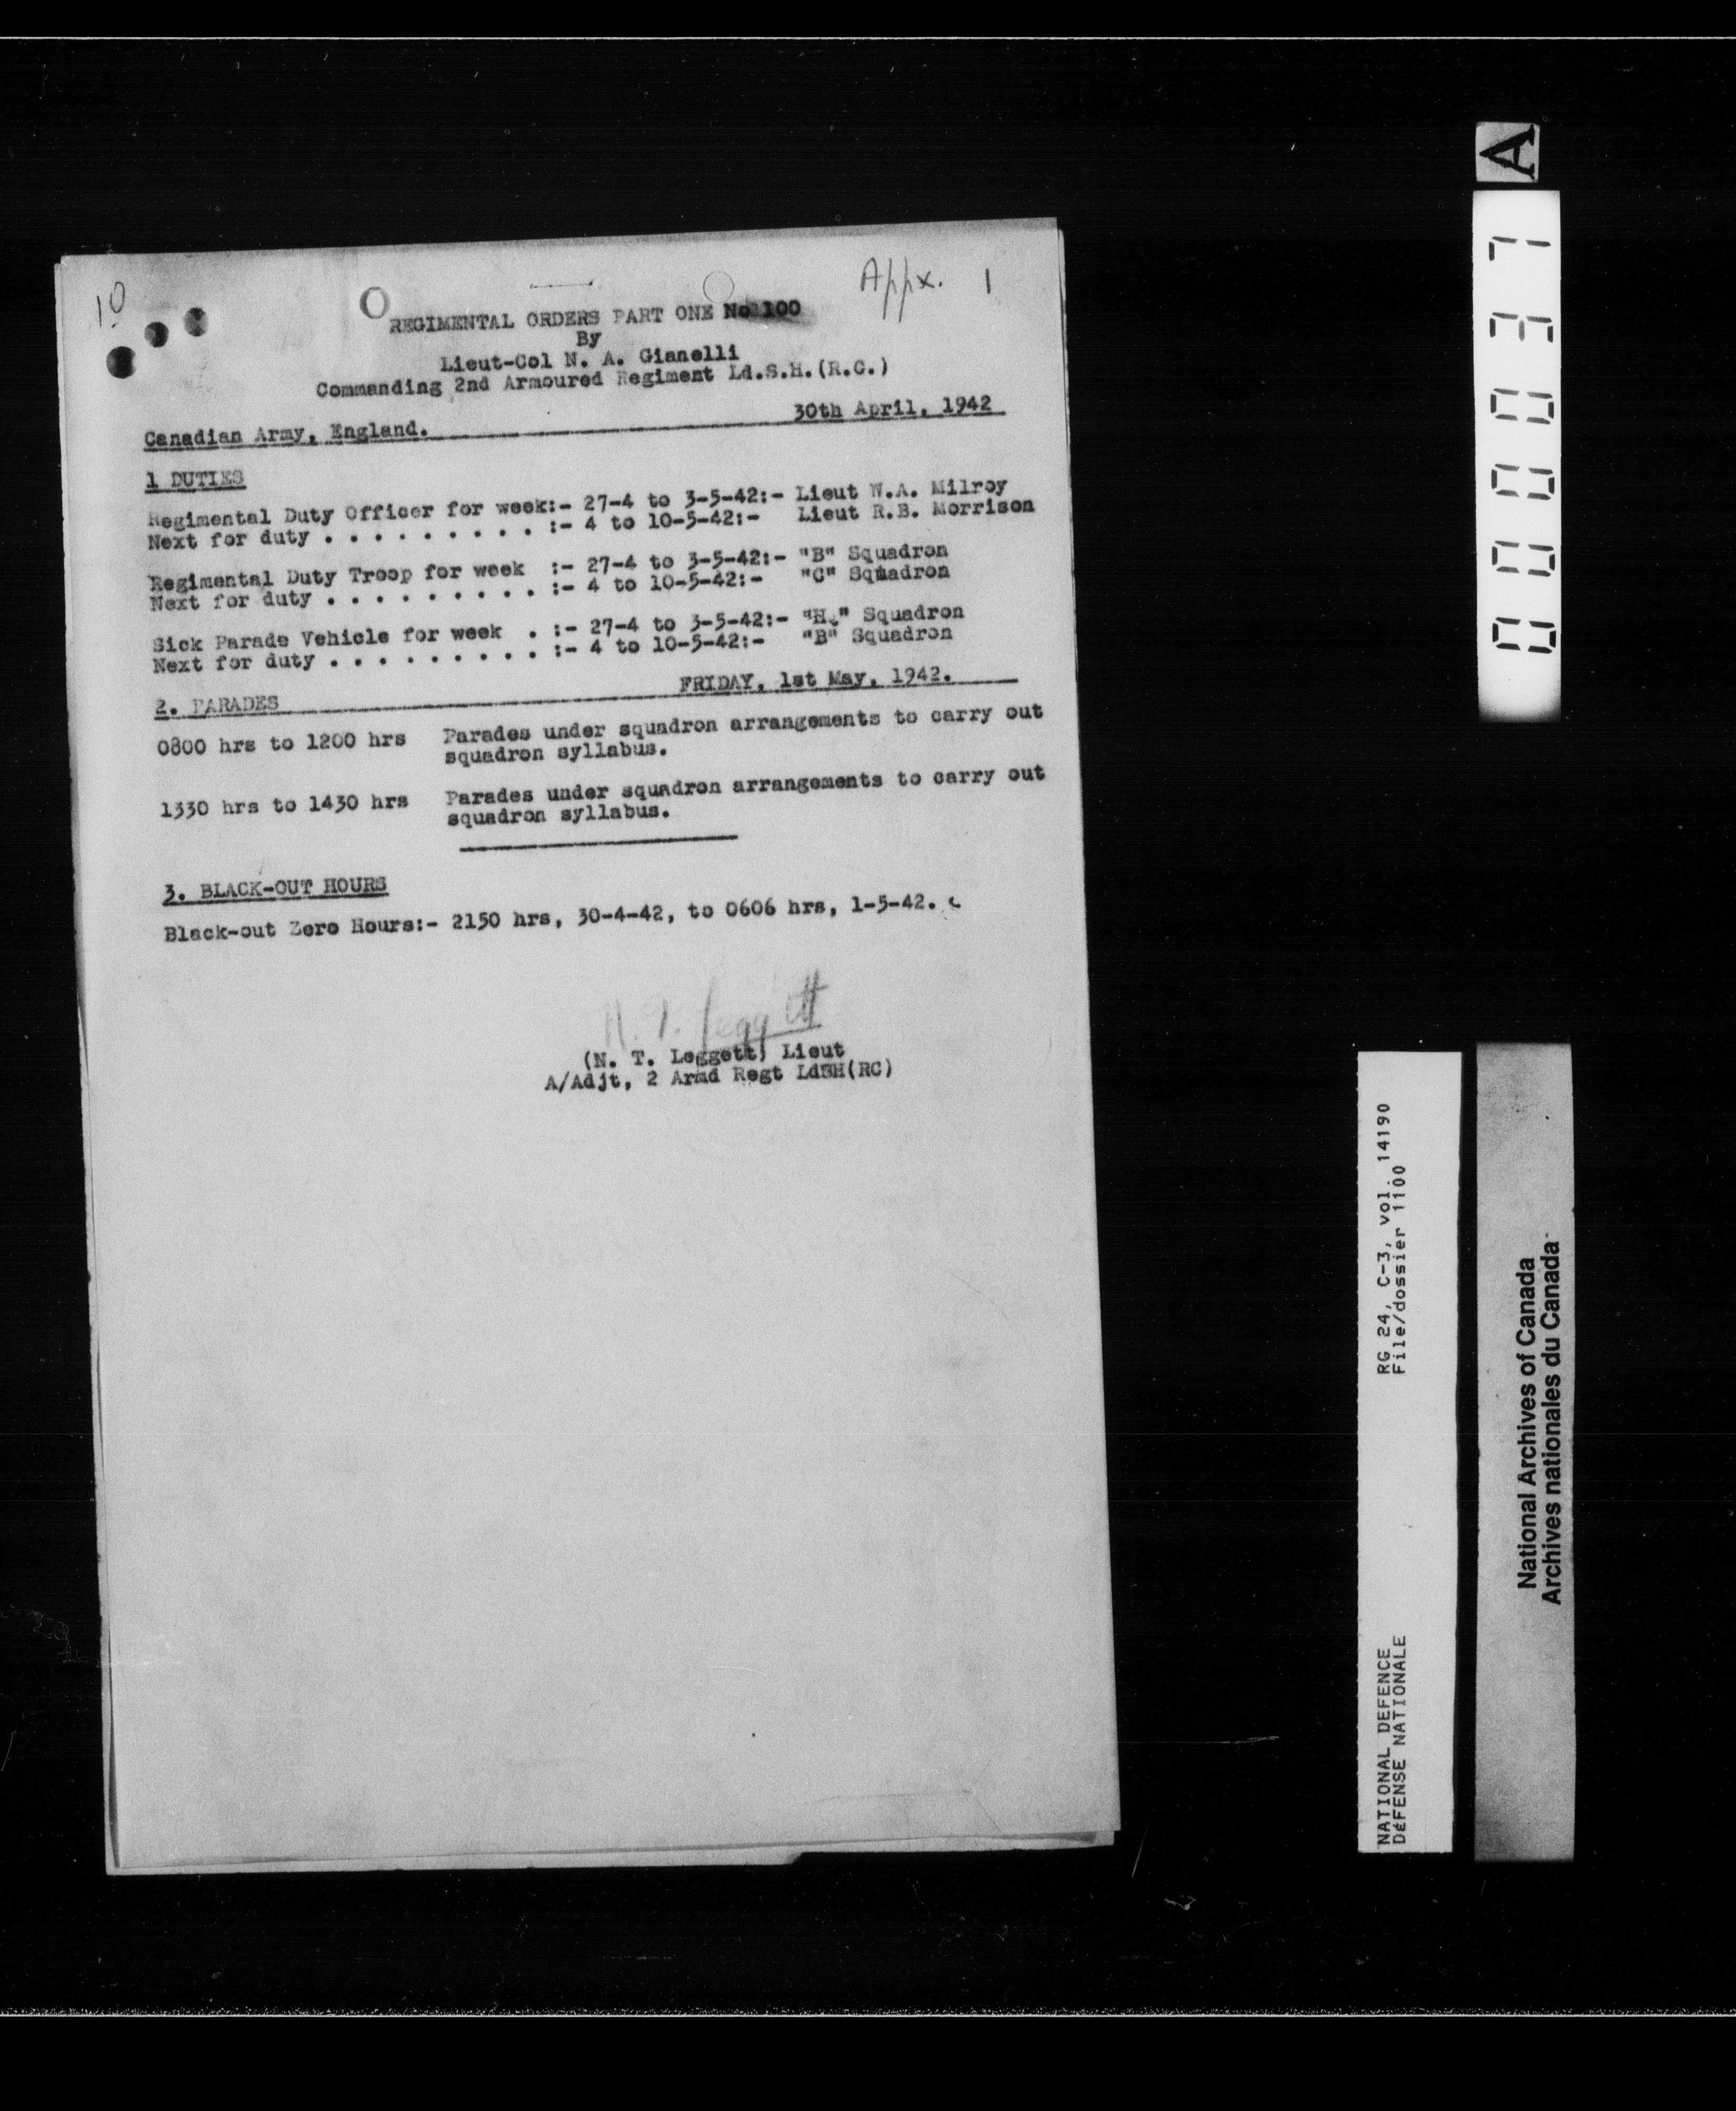 10
Appx. 1
REGIMENTAL ORDERS PART ONE No 100
By
Lieut-Col N. A. Gianelli
Commanding 2nd Armoured Regiment Ld.S.H.(R.C.)
Canadian Army, England. 30th April, 1942
1 DUTIES
Regimental Duty Officer for week:- 27-4 to 3-5-42:- Lieut W.A. Milroy
Next for duty . . . . . . . . . :- 4 to 10-5-42:- Lieut R.B. Morrison
Regimental Duty Troop for week :- 27-4 to 3-5-42:- "B" Squadron
Next for duty . . . . . . . . . :- 4 to 10-5-42:- "C" Squadron
Sick Parade Vehicle for week . :- 27-4 to 3-5-42:- Squadron
Next for duty . . . . . . . . . :- 4 to 10-5-42:- "B" Squadron
2. PARADES FRIDAY, 1st May, 1942.
0800 hrs to 1200 hrs Parades under squadron arrangements to carry out
squadron syllabus.
1330 hrs to 1430 hrs Parades under squadron arrangements to carry out
squadron syllabus.
3. BLACK-OUT HOURS
Black-out Zero Hours:- 2150 hrs, 30-4-42, to 0606 hrs, 1-5-42.
N. T. Leggett
(N. T. Leggett) Lieut
A/Adjt, 2 Armd Regt LdSH(RC)
A
000037
RG 24, C-3, vol. 14190
File/dossier 1100
NATIONAL DEFENCE
DéFENSE NATIONALE
National Archives of Canada
Archives nationales du Canada